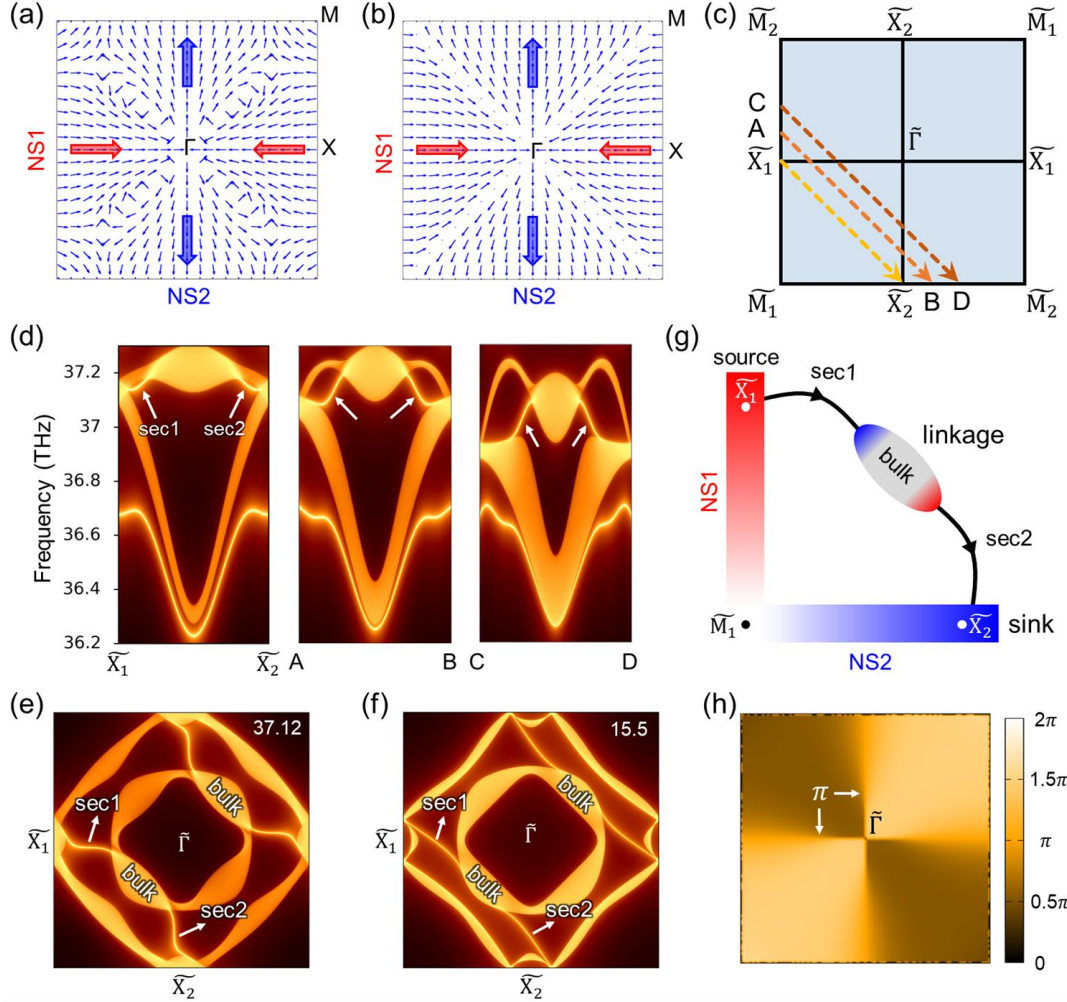 (a)
M
NS1
Γ
X
NS2
(b)
M
Γ
X
NS2
(c)
M̃₂ X̃₂ M̃₁
C
A
Γ̃
X̃₁ X̃₁
M̃₁ X̃₂ B D M̃₂
(d)
Frequency (THz)
37.2
37
36.8
36.6
36.4
36.2
sec1 sec2
X̃₁ X̃₂ A B C D
(g)
source
X̃₁
sec1
linkage
bulk
NS1
sec2
M̃₁ X̃₂ sink
NS2
(e)
37.12
sec1
bulk
X̃₁
Γ̃
bulk
sec2
X̃₂
(f)
15.5
sec1
bulk
X̃₁
Γ̃
bulk
sec2
X̃₂
(h)
π
Γ̃
2π
1.5π
π
0.5π
0